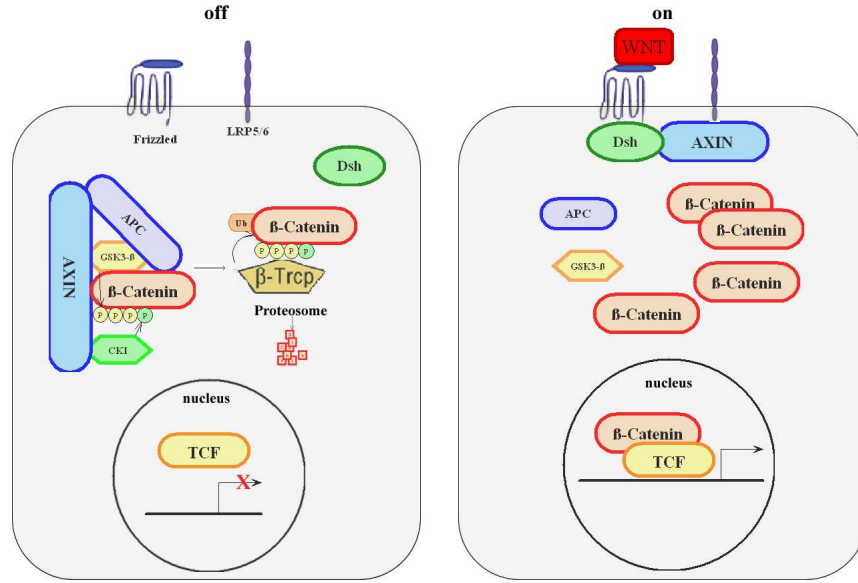 off
Frizzled
LRP5/6
Dsh
AXIN
APC
GSK3-ß
ß-Catenin
P P P P
CKI
Ub
ß-Catenin
P P P P
β-Trcp
Proteosome
nucleus
TCF
X
on
WNT
Dsh
AXIN
APC
GSK3-ß
ß-Catenin
ß-Catenin
ß-Catenin
ß-Catenin
nucleus
ß-Catenin
TCF